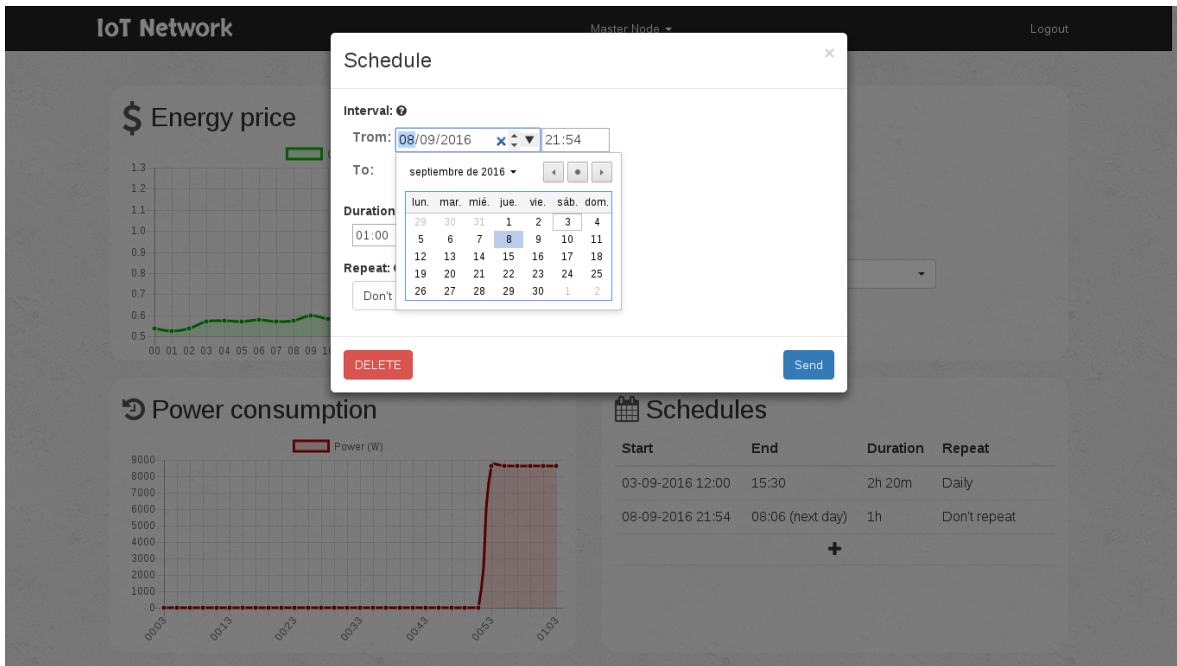 IoT Network
Master Node
Logout
Schedule
×
Interval:
Trom: 08/09/2016 21:54
To:
septiembre de 2016
lun. mar. mié. jue. vie. sáb. dom.
29 30 31 1 2 3 4
5 6 7 8 9 10 11
12 13 14 15 16 17 18
19 20 21 22 23 24 25
26 27 28 29 30 1 2
Duration
01:00
Repeat:
Don't
DELETE
Send
$ Energy price
1.3
1.2
1.1
1.0
0.9
0.8
0.7
0.6
0.5
00 01 02 03 04 05 06 07 08 09
Power consumption
Power (W)
9000
8000
7000
6000
5000
4000
3000
2000
1000
0
00:03 00:13 00:23 00:33 00:43 00:53 01:03
Schedules
Start End Duration Repeat
03-09-2016 12:00 15:30 2h 20m Daily
08-09-2016 21:54 08:06 (next day) 1h Don't repeat
+